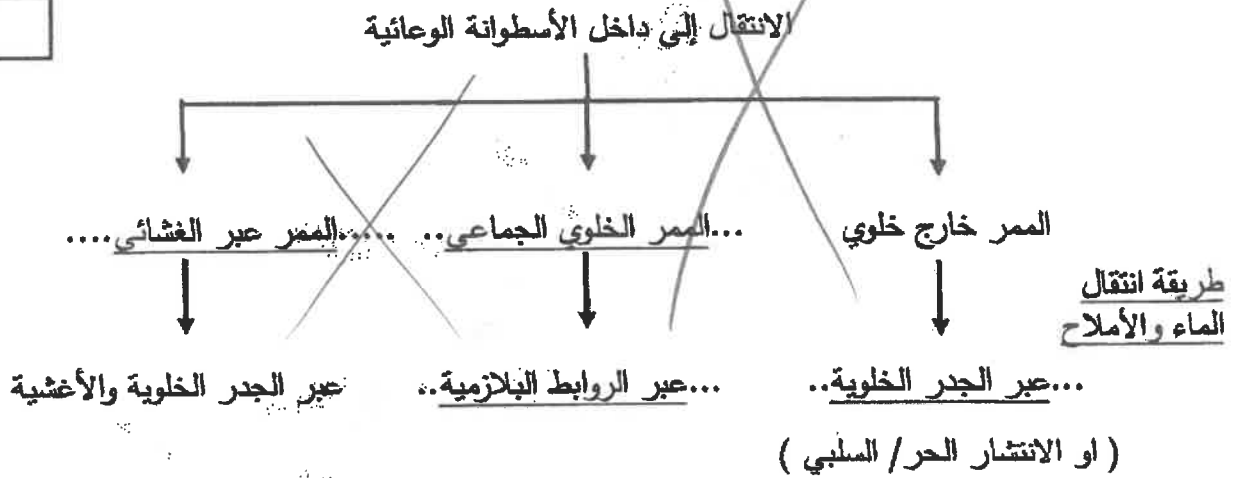 الانتقال إلى داخل الأسطوانة الوعائية
الممر خارج خلوي ...الممر الخلوي الجماعي.. .....الممر عبر الغشائي....
طريقة انتقال
الماء والأملاح
...عبر الجدر الخلوية.. ...عبر الروابط البلازمية.. عبر الجدر الخلوية والأغشية
( او الانتشار الحر/ السلبي )